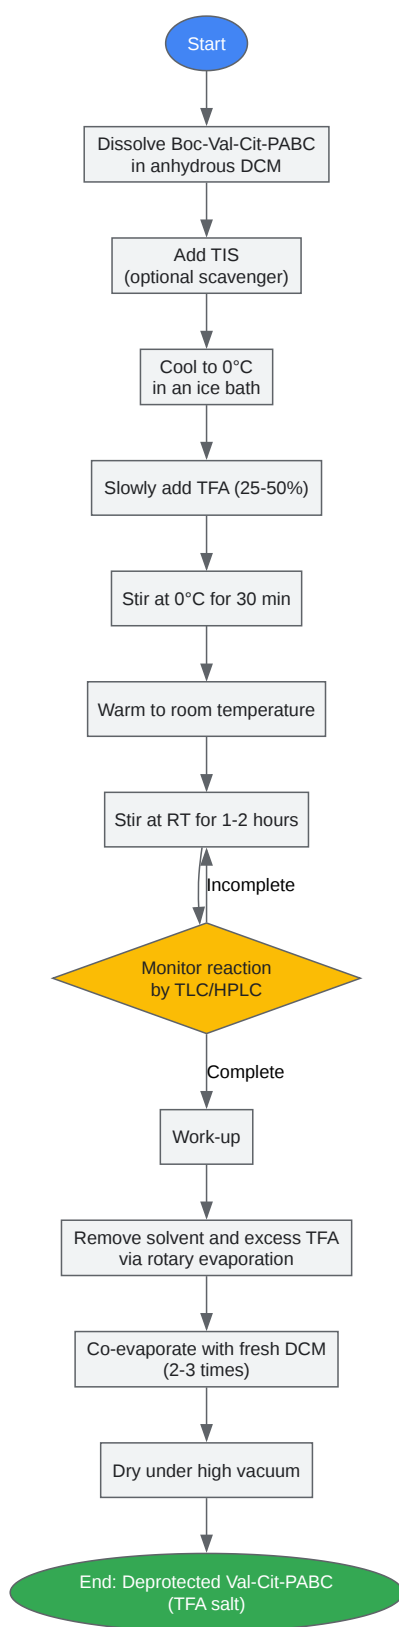 Start
Dissolve Boc-Val-Cit-PABC
in anhydrous DCM
Add TIS
(optional scavenger)
Cool to 0°C
in an ice bath
Slowly add TFA (25-50%)
Stir at 0°C for 30 min
Warm to room temperature
Stir at RT for 1-2 hours
Incomplete
Monitor reaction
by TLC/HPLC
Complete
Work-up
Remove solvent and excess TFA
via rotary evaporation
Co-evaporate with fresh DCM
(2-3 times)
Dry under high vacuum
End: Deprotected Val-Cit-PABC
(TFA salt)